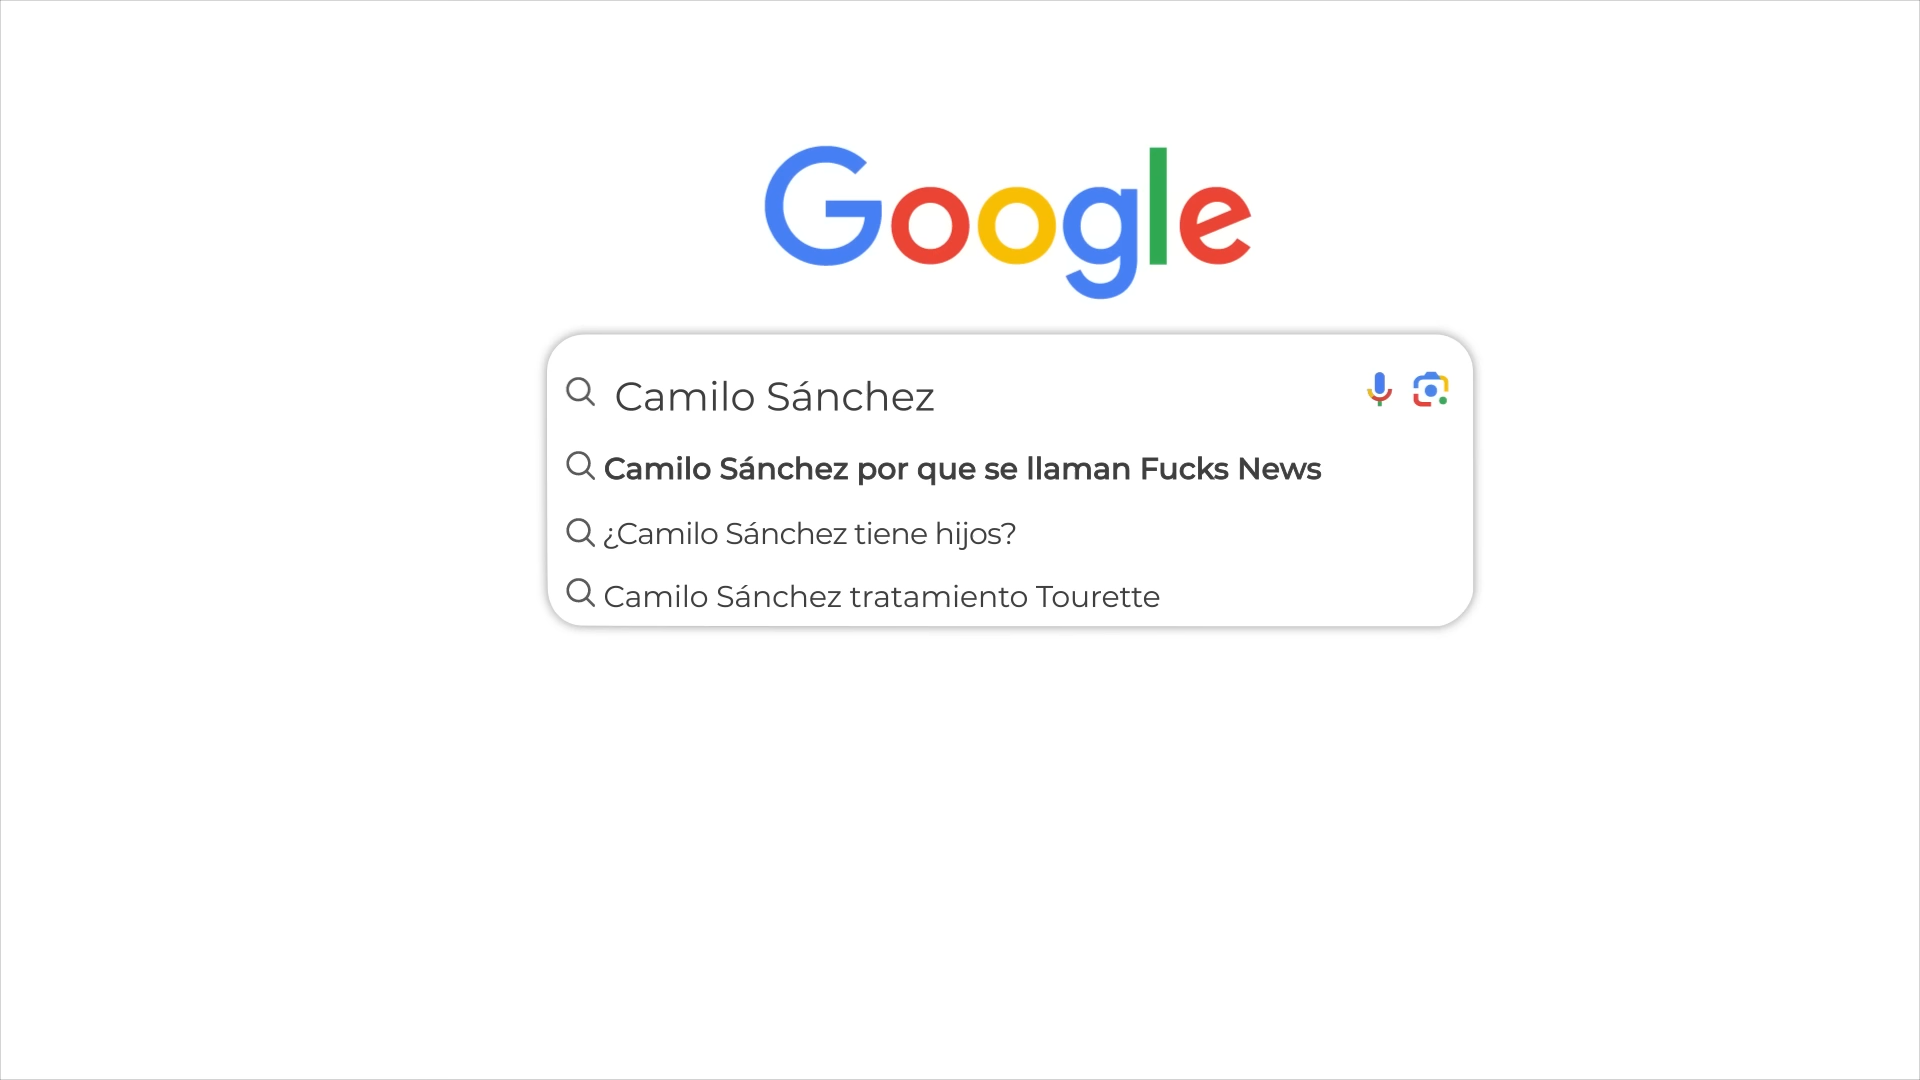 Google
Camilo Sánchez
Camilo Sánchez por que se llaman Fucks News
¿Camilo Sánchez tiene hijos?
Camilo Sánchez tratamiento Tourette